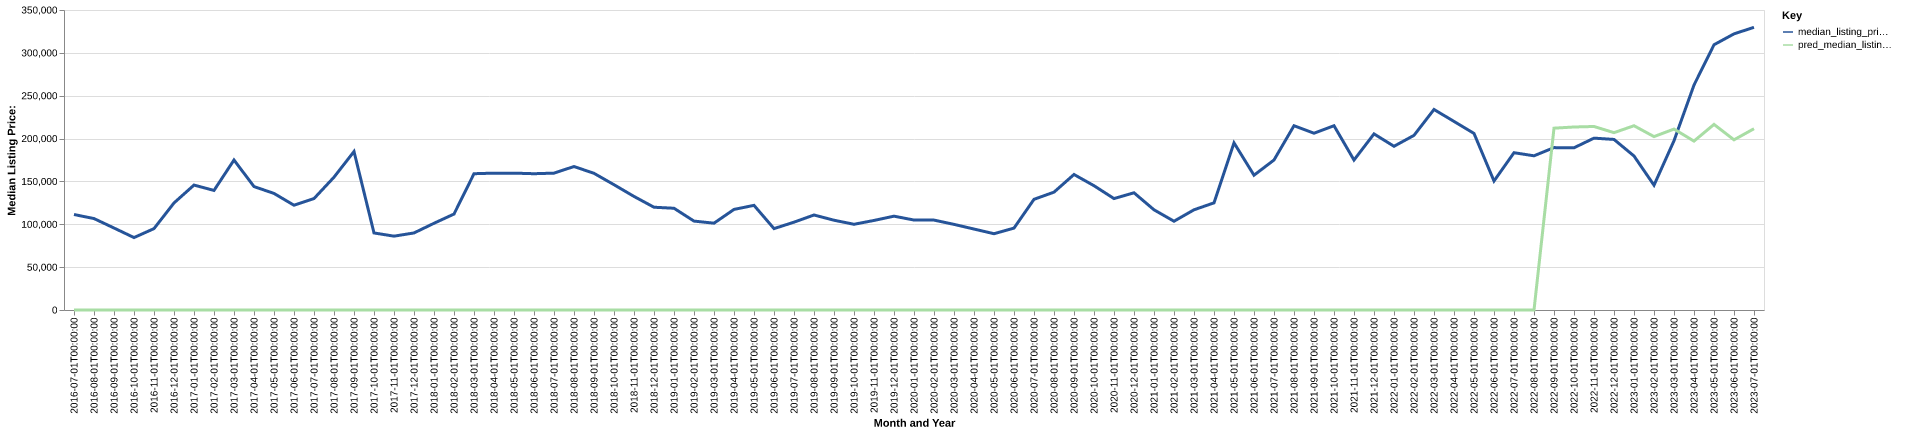 350,000
300,000
250,000
200,000
150,000
100,000
50,000
0
Median Listing Price:
2016-07-01T00:00:00
2016-08-01T00:00:00
2016-09-01T00:00:00
2016-10-01T00:00:00
2016-11-01T00:00:00
2016-12-01T00:00:00
2017-01-01T00:00:00
2017-02-01T00:00:00
2017-03-01T00:00:00
2017-04-01T00:00:00
2017-05-01T00:00:00
2017-06-01T00:00:00
2017-07-01T00:00:00
2017-08-01T00:00:00
2017-09-01T00:00:00
2017-10-01T00:00:00
2017-11-01T00:00:00
2017-12-01T00:00:00
2018-01-01T00:00:00
2018-02-01T00:00:00
2018-03-01T00:00:00
2018-04-01T00:00:00
2018-05-01T00:00:00
2018-06-01T00:00:00
2018-07-01T00:00:00
2018-08-01T00:00:00
2018-09-01T00:00:00
2018-10-01T00:00:00
2018-11-01T00:00:00
2018-12-01T00:00:00
2019-01-01T00:00:00
2019-02-01T00:00:00
2019-03-01T00:00:00
2019-04-01T00:00:00
2019-05-01T00:00:00
2019-06-01T00:00:00
2019-07-01T00:00:00
2019-08-01T00:00:00
2019-09-01T00:00:00
2019-10-01T00:00:00
2019-11-01T00:00:00
2019-12-01T00:00:00
2020-01-01T00:00:00
2020-02-01T00:00:00
2020-03-01T00:00:00
2020-04-01T00:00:00
2020-05-01T00:00:00
2020-06-01T00:00:00
2020-07-01T00:00:00
2020-08-01T00:00:00
2020-09-01T00:00:00
2020-10-01T00:00:00
2020-11-01T00:00:00
2020-12-01T00:00:00
2021-01-01T00:00:00
2021-02-01T00:00:00
2021-03-01T00:00:00
2021-04-01T00:00:00
2021-05-01T00:00:00
2021-06-01T00:00:00
2021-07-01T00:00:00
2021-08-01T00:00:00
2021-09-01T00:00:00
2021-10-01T00:00:00
2021-11-01T00:00:00
2021-12-01T00:00:00
2022-01-01T00:00:00
2022-02-01T00:00:00
2022-03-01T00:00:00
2022-04-01T00:00:00
2022-05-01T00:00:00
2022-06-01T00:00:00
2022-07-01T00:00:00
2022-08-01T00:00:00
2022-09-01T00:00:00
2022-10-01T00:00:00
2022-11-01T00:00:00
2022-12-01T00:00:00
2023-01-01T00:00:00
2023-02-01T00:00:00
2023-03-01T00:00:00
2023-04-01T00:00:00
2023-05-01T00:00:00
2023-06-01T00:00:00
2023-07-01T00:00:00
Month and Year
Key
median_listing_pri…
pred_median_listin…